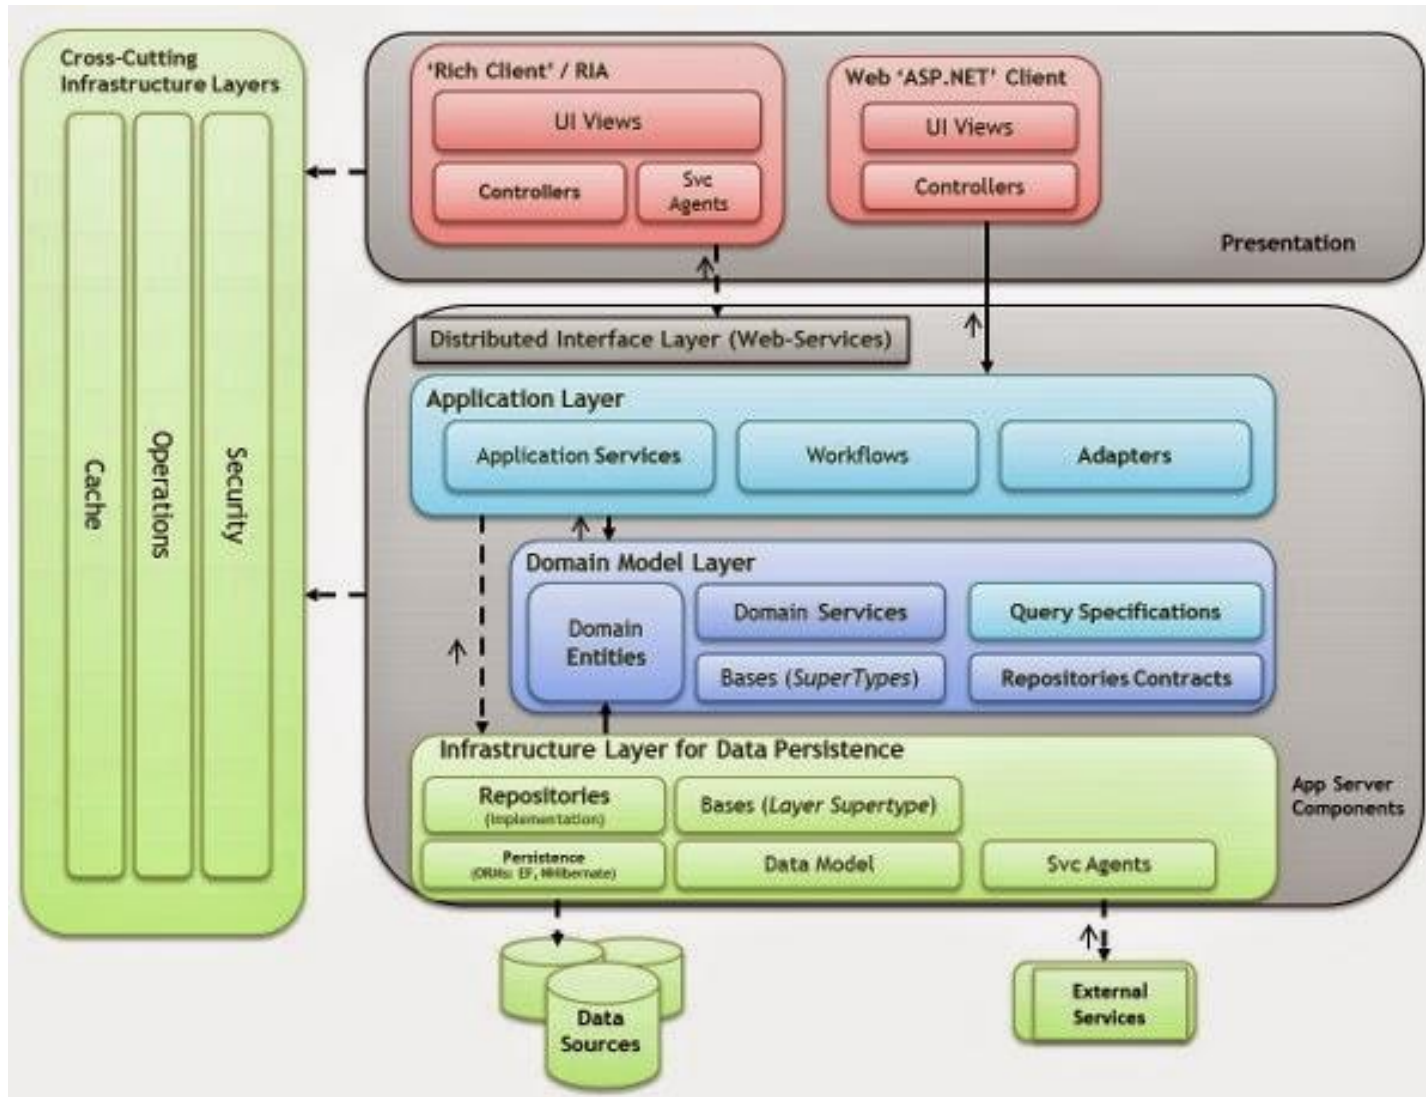 Cross-Cutting
Infrastructure Layers
Cache
Operations
Security
'Rich Client' / RIA
UI Views
Controllers
Svc
Agents
Web 'ASP.NET' Client
UI Views
Controllers
Presentation
Distributed Interface Layer (Web-Services)
Application Layer
Application Services
Workflows
Adapters
Domain Model Layer
Domain
Entities
Domain Services
Query Specifications
Bases (SuperTypes)
Repositories Contracts
Infrastructure Layer for Data Persistence
Repositories
(Implementation)
Bases (Layer Supertype)
Persistence
(ORMs: EF, NHibernate)
Data Model
Svc Agents
App Server
Components
Data
Sources
External
Services